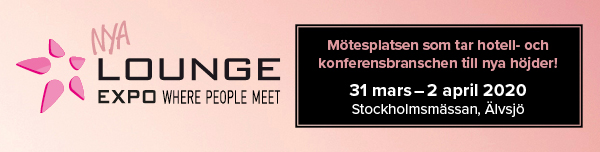 NYA
LOUNGE
EXPO WHERE PEOPLE MEET
Mötesplatsen som tar hotell- och
konferensbranschen till nya höjder!
31 mars – 2 april 2020
Stockholmsmässan, Älvsjö